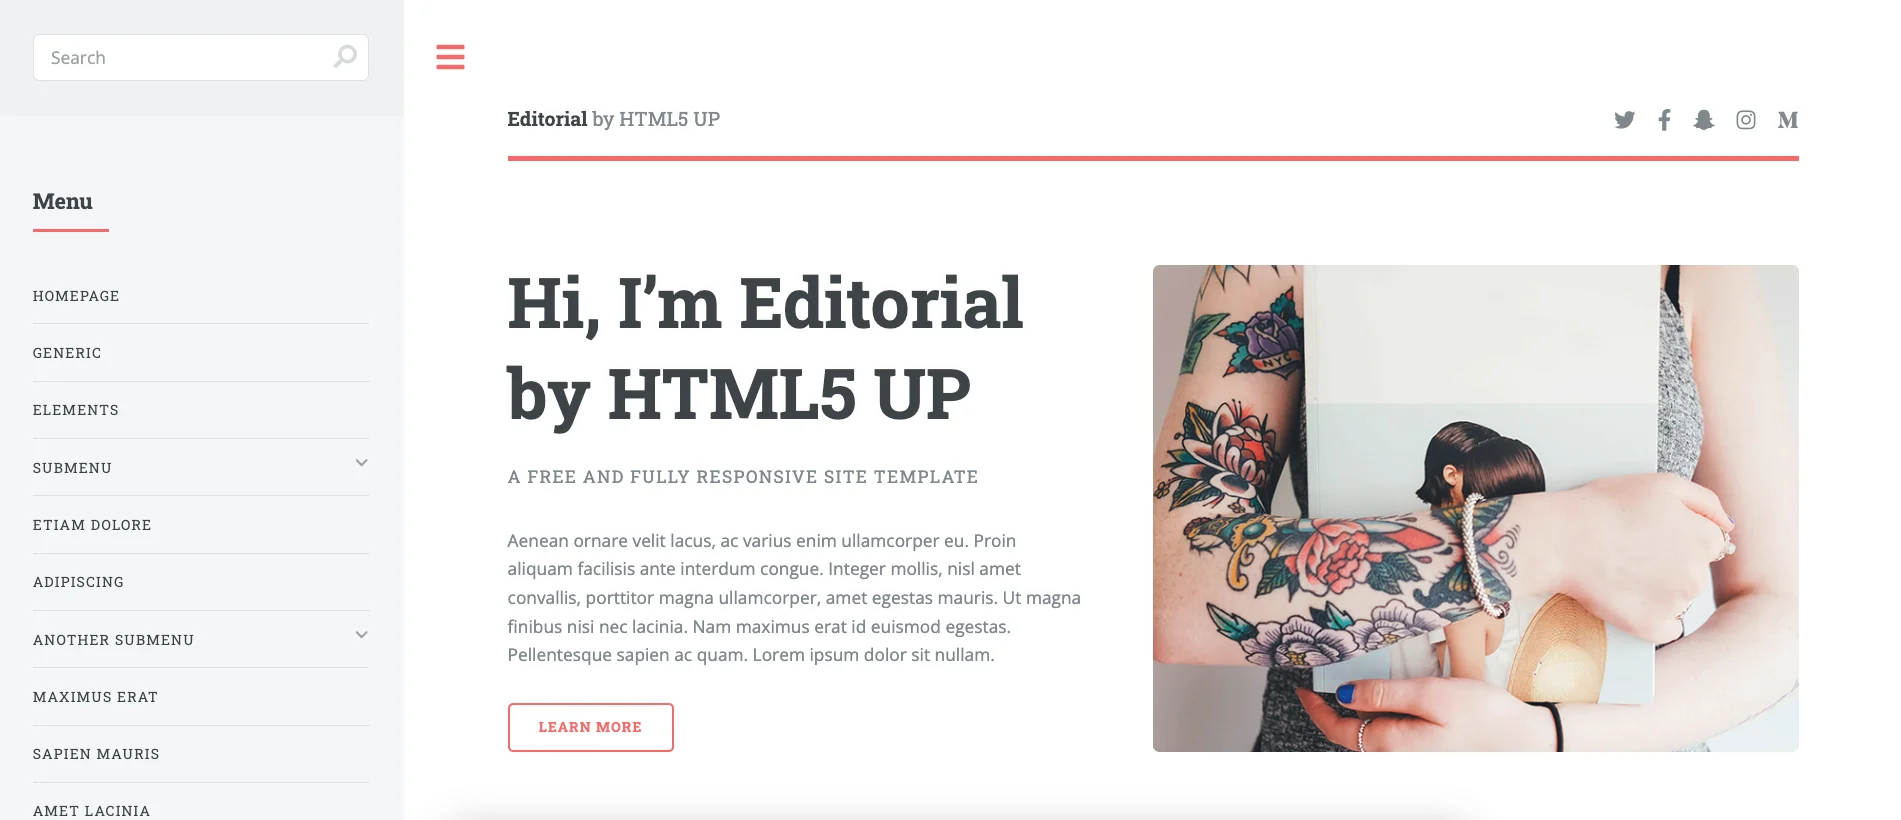 Search
Editorial by HTML5 UP
M
Menu
HOMEPAGE
GENERIC
ELEMENTS
SUBMENU
ETIAM DOLORE
ADIPISCING
ANOTHER SUBMENU
MAXIMUS ERAT
SAPIEN MAURIS
AMET LACINIA
Hi, I’m Editorial
by HTML5 UP
A FREE AND FULLY RESPONSIVE SITE TEMPLATE
Aenean ornare velit lacus, ac varius enim ullamcorper eu. Proin
aliquam facilisis ante interdum congue. Integer mollis, nisl amet
convallis, porttitor magna ullamcorper, amet egestas mauris. Ut magna
finibus nisi nec lacinia. Nam maximus erat id euismod egestas.
Pellentesque sapien ac quam. Lorem ipsum dolor sit nullam.
LEARN MORE
NYC